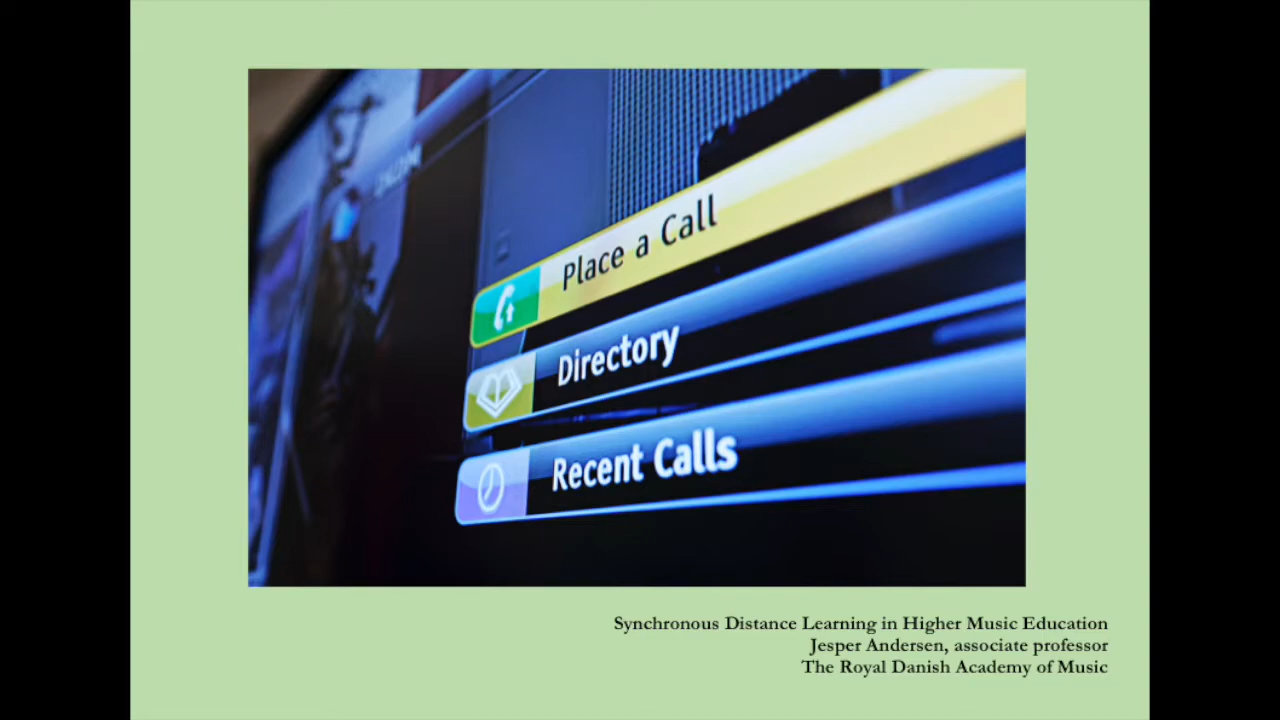 Place a Call
Directory
Recent Calls
Synchronous Distance Learning in Higher Music Education
Jesper Andersen, associate professor
The Royal Danish Academy of Music